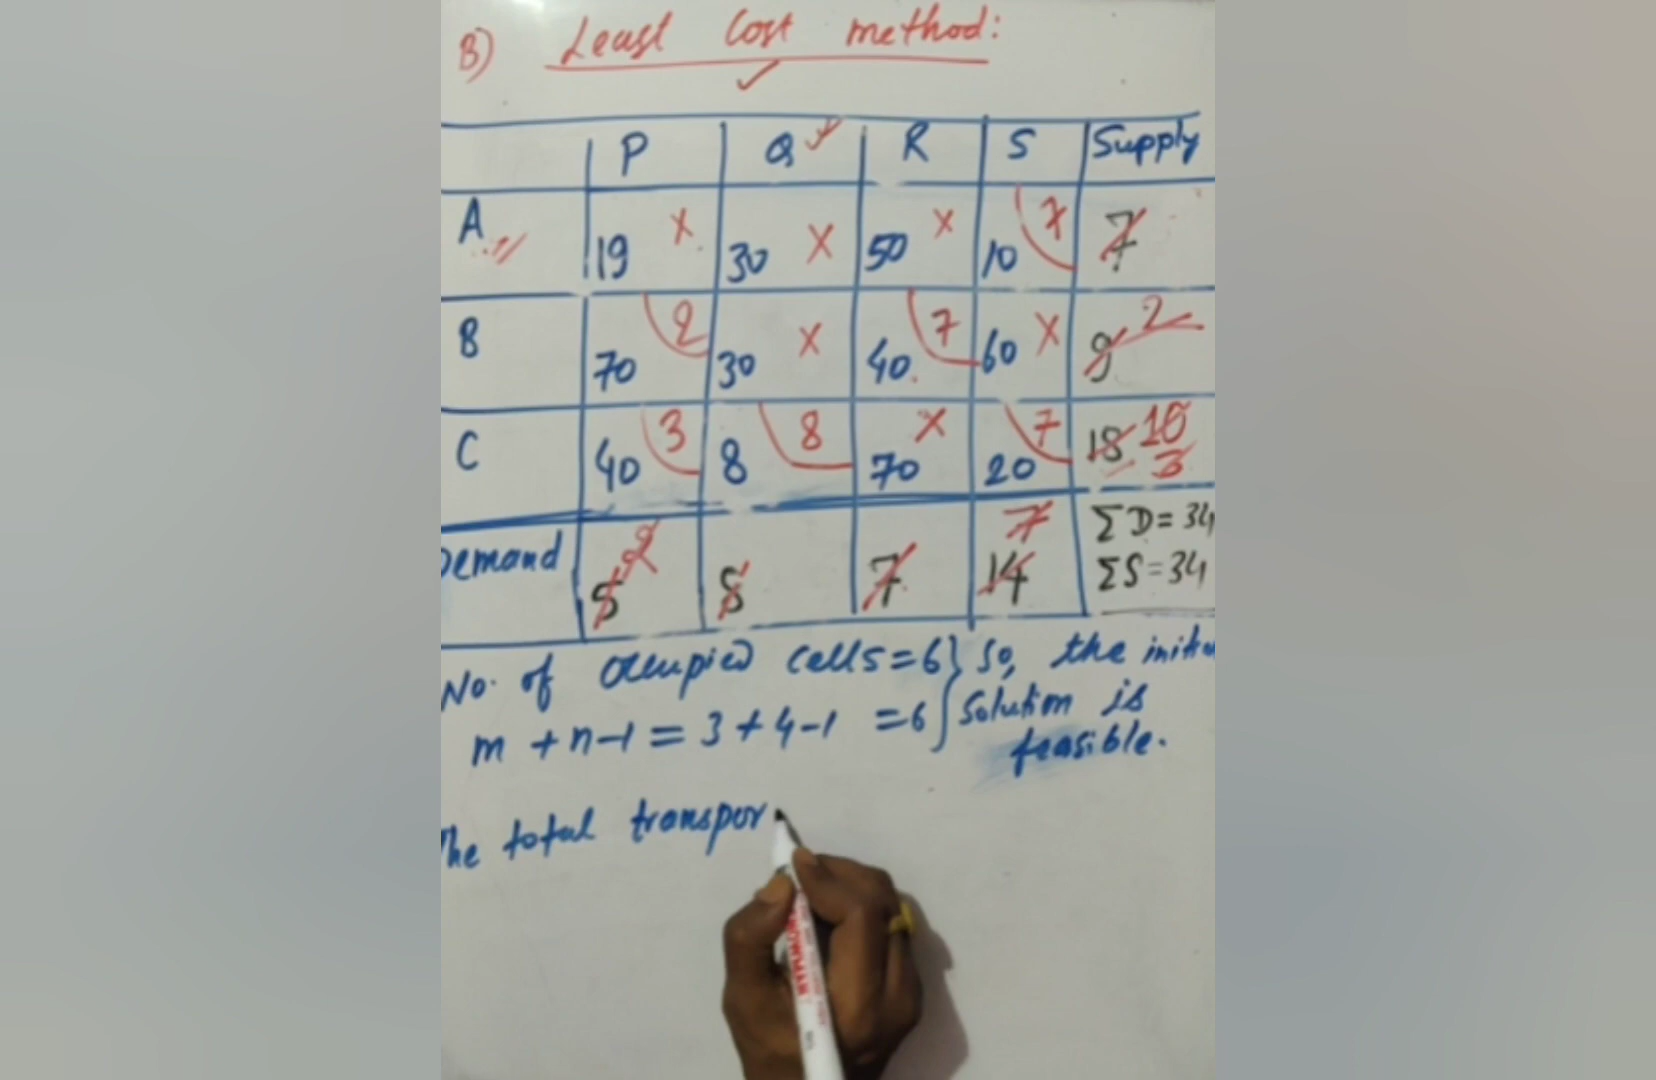 B) Least Cost method:
P Q R S Supply
A 19 X 30 X 50 X 10 7 7
B 70 2 30 X 40 7 60 X 9 2
C 40 3 8 8 70 X 20 7 18 10 3
Demand 5 2 8 7 14 7 ΣD=34
ΣS=34
No. of occupied cells=6 } So, the initia
m+n-1=3+4-1 =6 solution is
feasible.
The total transpor
SNOWMAN